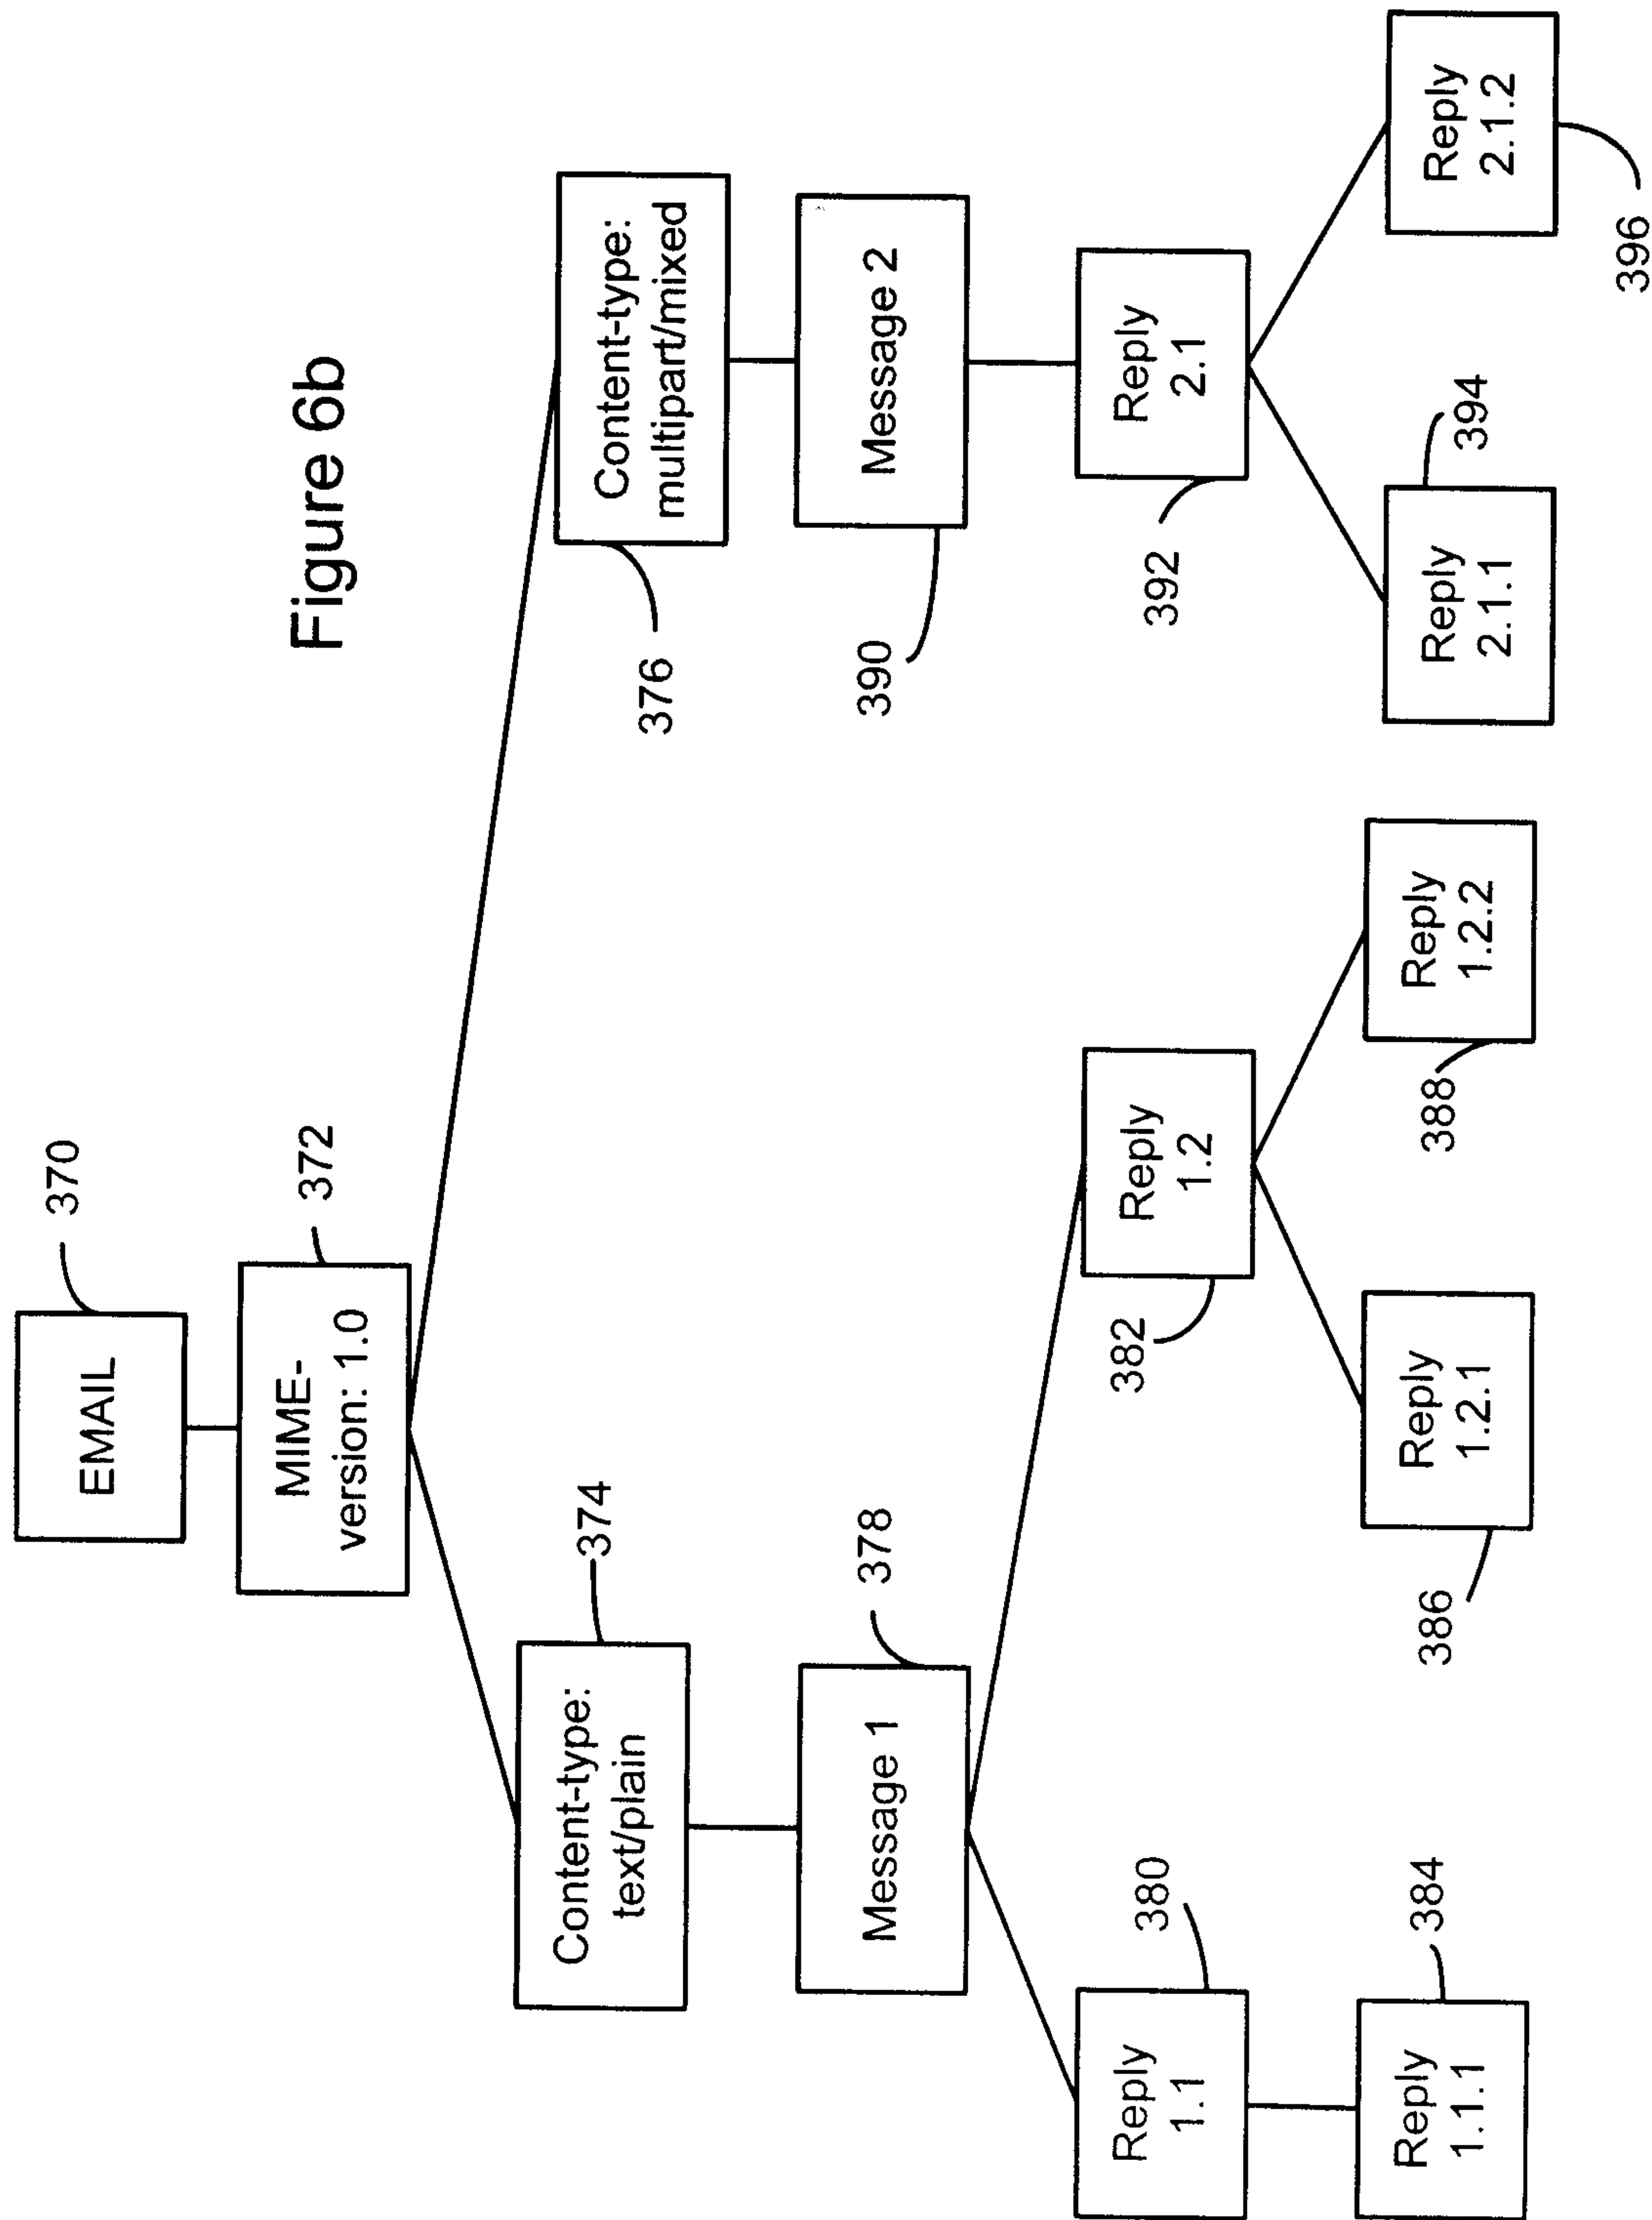 Figure 6b
EMAIL
370
MIME-
version: 1.0
372
Content-type:
text/plain
374
Content-type:
multipart/mixed
376
Message 1
378
Message 2
390
Reply
1.1
380
Reply
1.2
382
Reply
2.1
392
Reply
1.1.1
384
Reply
1.2.1
386
Reply
1.2.2
388
Reply
2.1.1
394
Reply
2.1.2
396